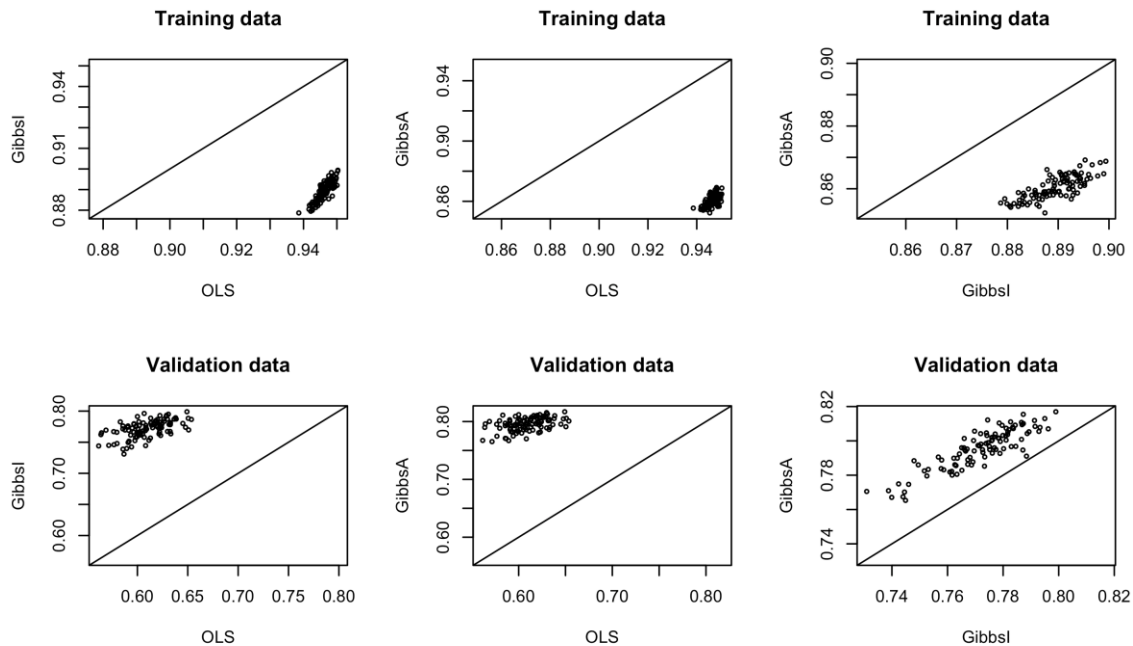 Training data
GibbsI
0.88 0.91 0.94
0.88 0.90 0.92 0.94
OLS
Training data
GibbsA
0.86 0.90 0.94
0.86 0.88 0.90 0.92 0.94
OLS
Training data
GibbsA
0.86 0.88 0.90
0.86 0.87 0.88 0.89 0.90
GibbsI
Validation data
GibbsI
0.60 0.70 0.80
0.60 0.65 0.70 0.75 0.80
OLS
Validation data
GibbsA
0.60 0.70 0.80
0.60 0.70 0.80
OLS
Validation data
GibbsA
0.74 0.78 0.82
0.74 0.76 0.78 0.80 0.82
GibbsI